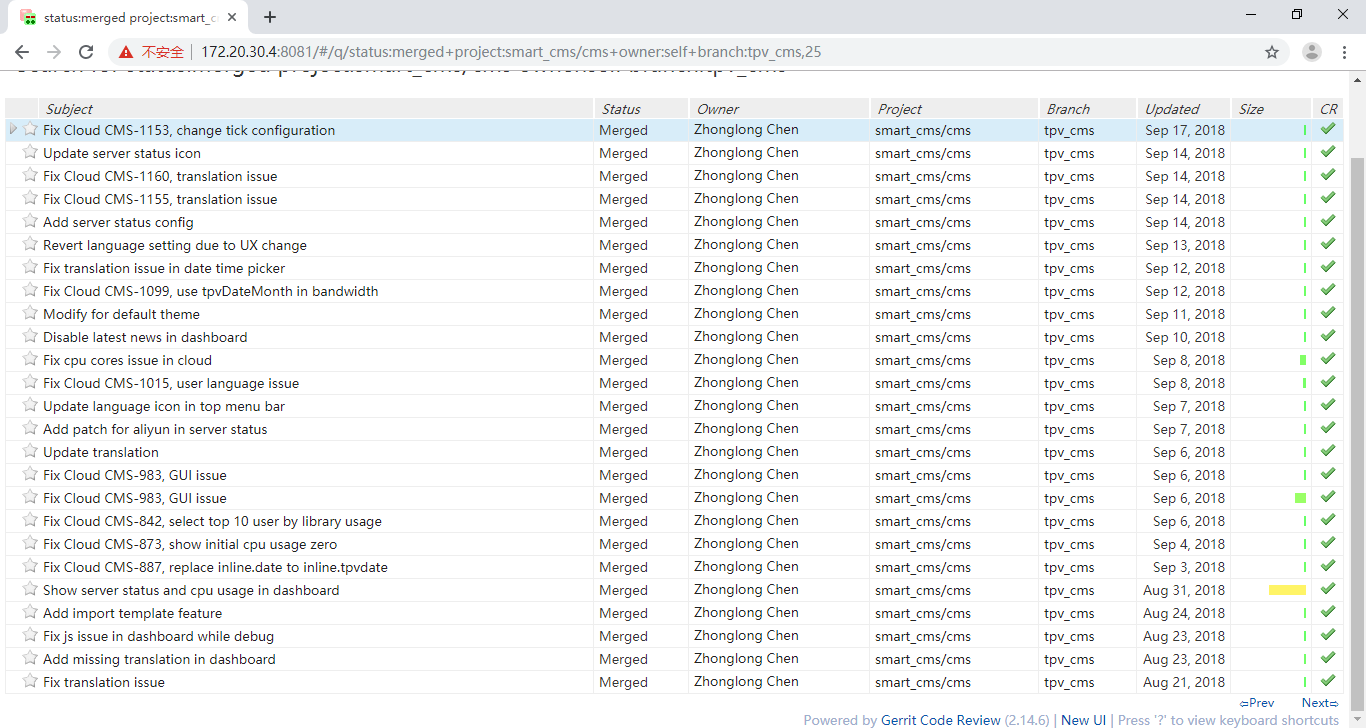 status:merged project:smart_c
不安全 172.20.30.4:8081/#/q/status:merged+project:smart_cms/cms+owner:self+branch:tpv_cms,25
Search for status:merged project:smart_cms/cms owner:self branch:tpv_cms
Subject Status Owner Project Branch Updated Size CR
Fix Cloud CMS-1153, change tick configuration Merged Zhonglong Chen smart_cms/cms tpv_cms Sep 17, 2018
Update server status icon Merged Zhonglong Chen smart_cms/cms tpv_cms Sep 14, 2018
Fix Cloud CMS-1160, translation issue Merged Zhonglong Chen smart_cms/cms tpv_cms Sep 14, 2018
Fix Cloud CMS-1155, translation issue Merged Zhonglong Chen smart_cms/cms tpv_cms Sep 14, 2018
Add server status config Merged Zhonglong Chen smart_cms/cms tpv_cms Sep 14, 2018
Revert language setting due to UX change Merged Zhonglong Chen smart_cms/cms tpv_cms Sep 13, 2018
Fix translation issue in date time picker Merged Zhonglong Chen smart_cms/cms tpv_cms Sep 12, 2018
Fix Cloud CMS-1099, use tpvDateMonth in bandwidth Merged Zhonglong Chen smart_cms/cms tpv_cms Sep 12, 2018
Modify for default theme Merged Zhonglong Chen smart_cms/cms tpv_cms Sep 11, 2018
Disable latest news in dashboard Merged Zhonglong Chen smart_cms/cms tpv_cms Sep 10, 2018
Fix cpu cores issue in cloud Merged Zhonglong Chen smart_cms/cms tpv_cms Sep 8, 2018
Fix Cloud CMS-1015, user language issue Merged Zhonglong Chen smart_cms/cms tpv_cms Sep 8, 2018
Update language icon in top menu bar Merged Zhonglong Chen smart_cms/cms tpv_cms Sep 7, 2018
Add patch for aliyun in server status Merged Zhonglong Chen smart_cms/cms tpv_cms Sep 7, 2018
Update translation Merged Zhonglong Chen smart_cms/cms tpv_cms Sep 6, 2018
Fix Cloud CMS-983, GUI issue Merged Zhonglong Chen smart_cms/cms tpv_cms Sep 6, 2018
Fix Cloud CMS-983, GUI issue Merged Zhonglong Chen smart_cms/cms tpv_cms Sep 6, 2018
Fix Cloud CMS-842, select top 10 user by library usage Merged Zhonglong Chen smart_cms/cms tpv_cms Sep 6, 2018
Fix Cloud CMS-873, show initial cpu usage zero Merged Zhonglong Chen smart_cms/cms tpv_cms Sep 4, 2018
Fix Cloud CMS-887, replace inline.date to inline.tpvdate Merged Zhonglong Chen smart_cms/cms tpv_cms Sep 3, 2018
Show server status and cpu usage in dashboard Merged Zhonglong Chen smart_cms/cms tpv_cms Aug 31, 2018
Add import template feature Merged Zhonglong Chen smart_cms/cms tpv_cms Aug 24, 2018
Fix js issue in dashboard while debug Merged Zhonglong Chen smart_cms/cms tpv_cms Aug 23, 2018
Add missing translation in dashboard Merged Zhonglong Chen smart_cms/cms tpv_cms Aug 23, 2018
Fix translation issue Merged Zhonglong Chen smart_cms/cms tpv_cms Aug 21, 2018
⇦Prev Next⇨
Powered by Gerrit Code Review (2.14.6) | New UI | Press '?' to view keyboard shortcuts